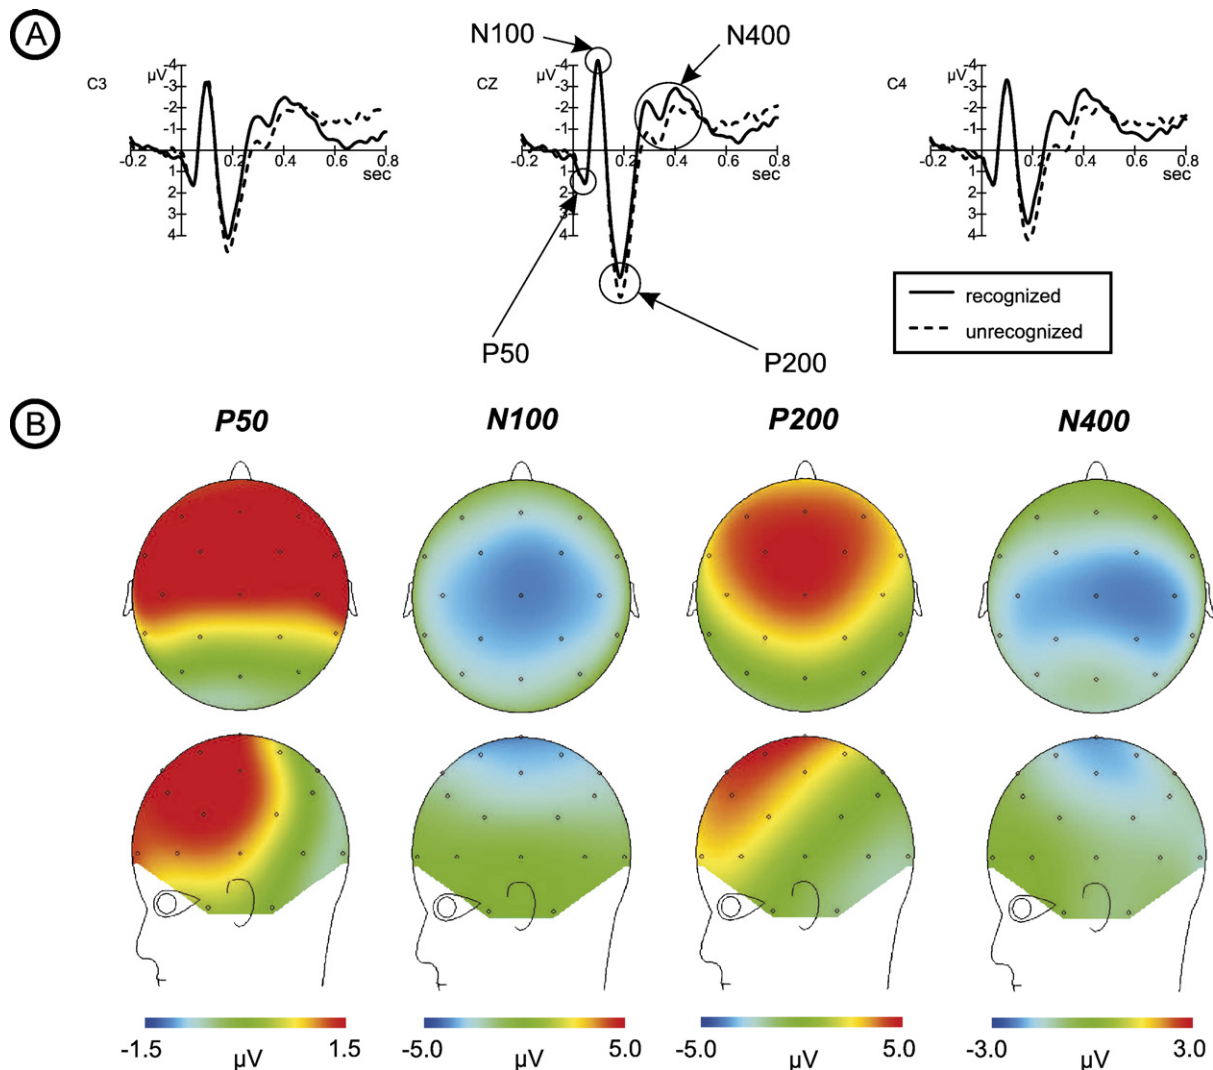 A
N100
N400
C3
µV
-4
-3
-2
-1
1
2
3
4
-0.2
0.2
0.4
0.6
0.8
sec
CZ
µV
-4
-3
-2
-1
1
2
3
4
-0.2
0.2
0.4
0.6
0.8
sec
C4
µV
-4
-3
-2
-1
1
2
3
4
-0.2
0.2
0.4
0.6
0.8
sec
P50
P200
recognized
unrecognized
B
P50 N100 P200 N400
-1.5 µV 1.5
-5.0 µV 5.0
-5.0 µV 5.0
-3.0 µV 3.0